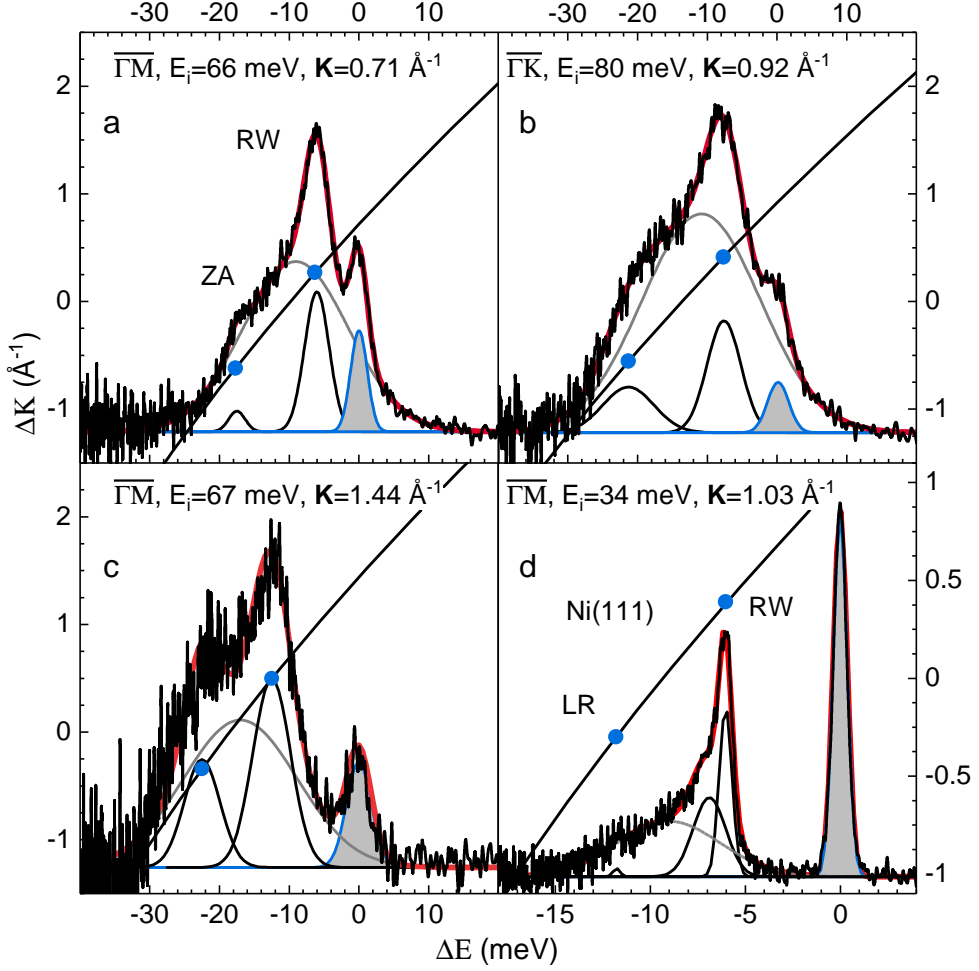 -30 -20 -10 0 10 -30 -20 -10 0 10
ΓM, Eᵢ=66 meV, K=0.71 Å⁻¹
ΓK, Eᵢ=80 meV, K=0.92 Å⁻¹
a
b
RW
ZA
2
1
0
-1
2
1
0
-1
ΔK (Å⁻¹)
ΓM, Eᵢ=67 meV, K=1.44 Å⁻¹
ΓM, Eᵢ=34 meV, K=1.03 Å⁻¹
c
d
Ni(111)
RW
LR
2
1
0
-1
1
0.5
0
-0.5
-1
-30 -20 -10 0 10 -15 -10 -5 0
ΔE (meV)